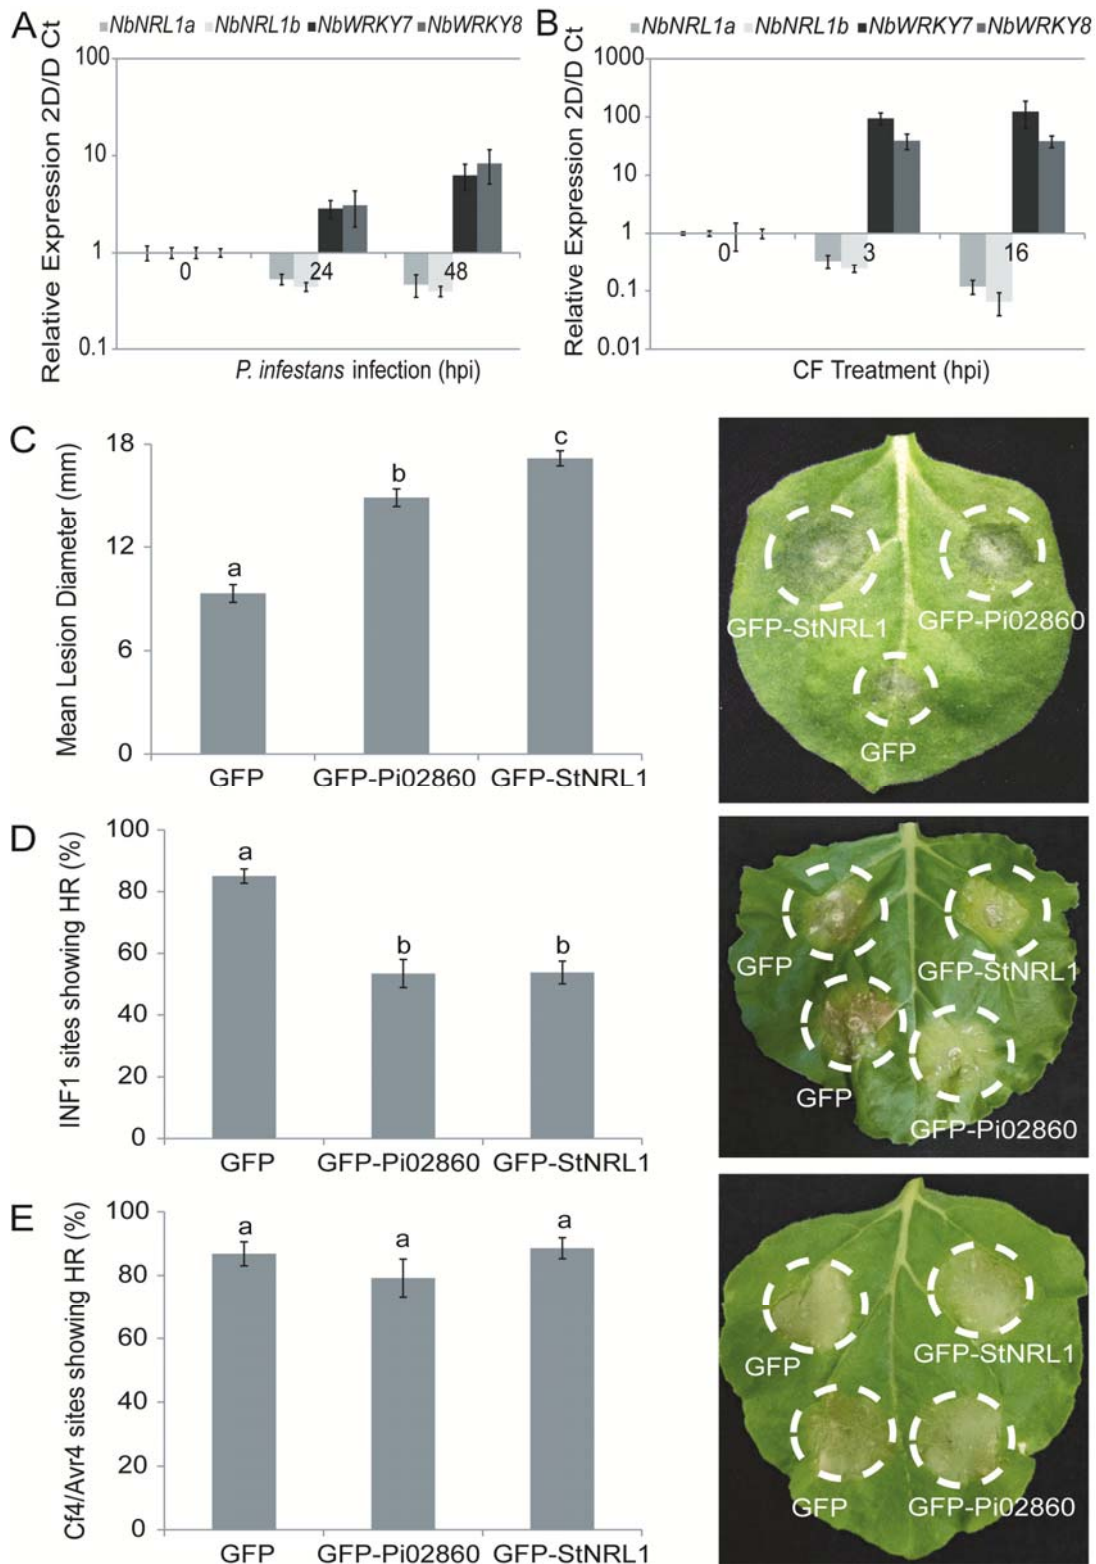 A
NbNRL1a NbNRL1b NbWRKY7 NbWRKY8
Relative Expression 2D/D Ct
100
10
1
0.1
0 24 48
P. infestans infection (hpi)
B
NbNRL1a NbNRL1b NbWRKY7 NbWRKY8
Relative Expression 2D/D Ct
1000
100
10
1
0.1
0.01
0 3 16
CF Treatment (hpi)
C
Mean Lesion Diameter (mm)
18
12
6
0
a
b
c
GFP GFP-Pi02860 GFP-StNRL1
GFP-StNRL1
GFP-Pi02860
GFP
D
INF1 sites showing HR (%)
100
80
60
40
20
0
a
b
b
GFP GFP-Pi02860 GFP-StNRL1
GFP
GFP-StNRL1
GFP
GFP-Pi02860
E
Cf4/Avr4 sites showing HR (%)
100
80
60
40
20
0
a
a
a
GFP GFP-Pi02860 GFP-StNRL1
GFP
GFP-StNRL1
GFP
GFP-Pi02860